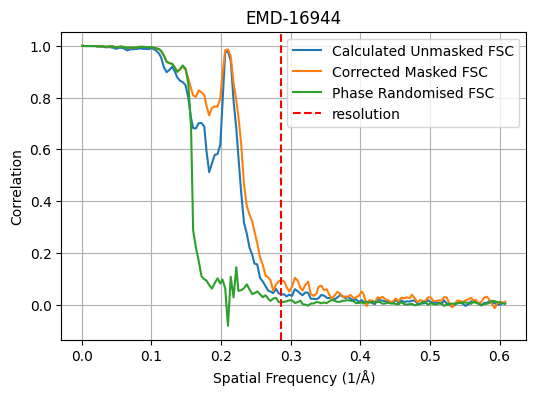 EMD-16944
Calculated Unmasked FSC
Corrected Masked FSC
Phase Randomised FSC
resolution
Correlation
1.0
0.8
0.6
0.4
0.2
0.0
0.0 0.1 0.2 0.3 0.4 0.5 0.6
Spatial Frequency (1/Å)